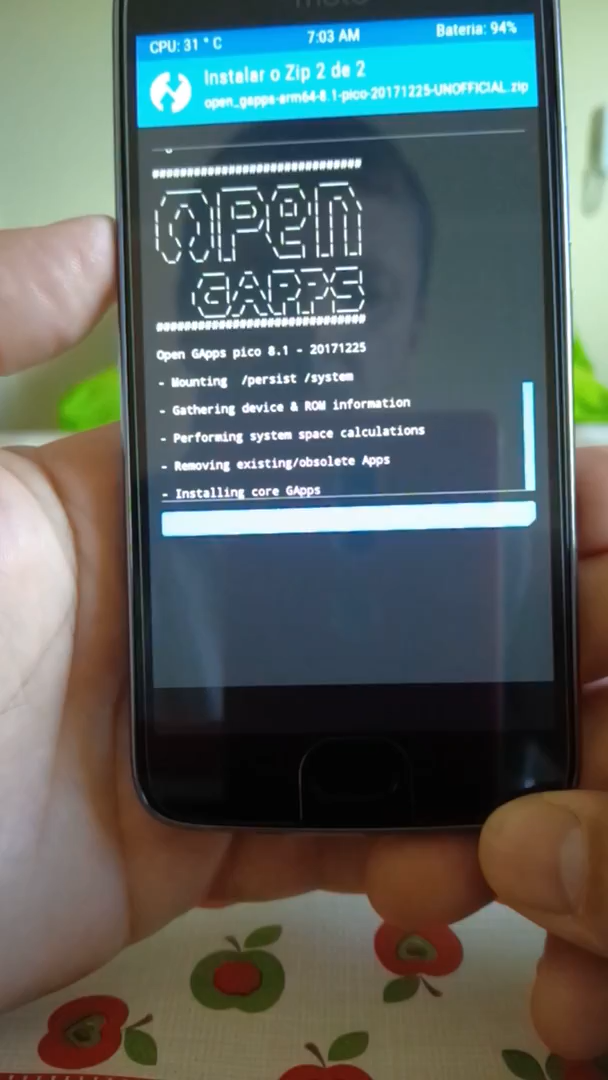 moto
CPU: 31 ° C
7:03 AM
Bateria: 94%
Instalar o Zip 2 de 2
open_gapps-arm64-8.1-pico-20171225-UNOFFICIAL.zip
##############################
OPEN
GAPPS
##############################
Open GApps pico 8.1 - 20171225
- Mounting /persist /system
- Gathering device & ROM information
- Performing system space calculations
- Removing existing/obsolete Apps
- Installing core GApps